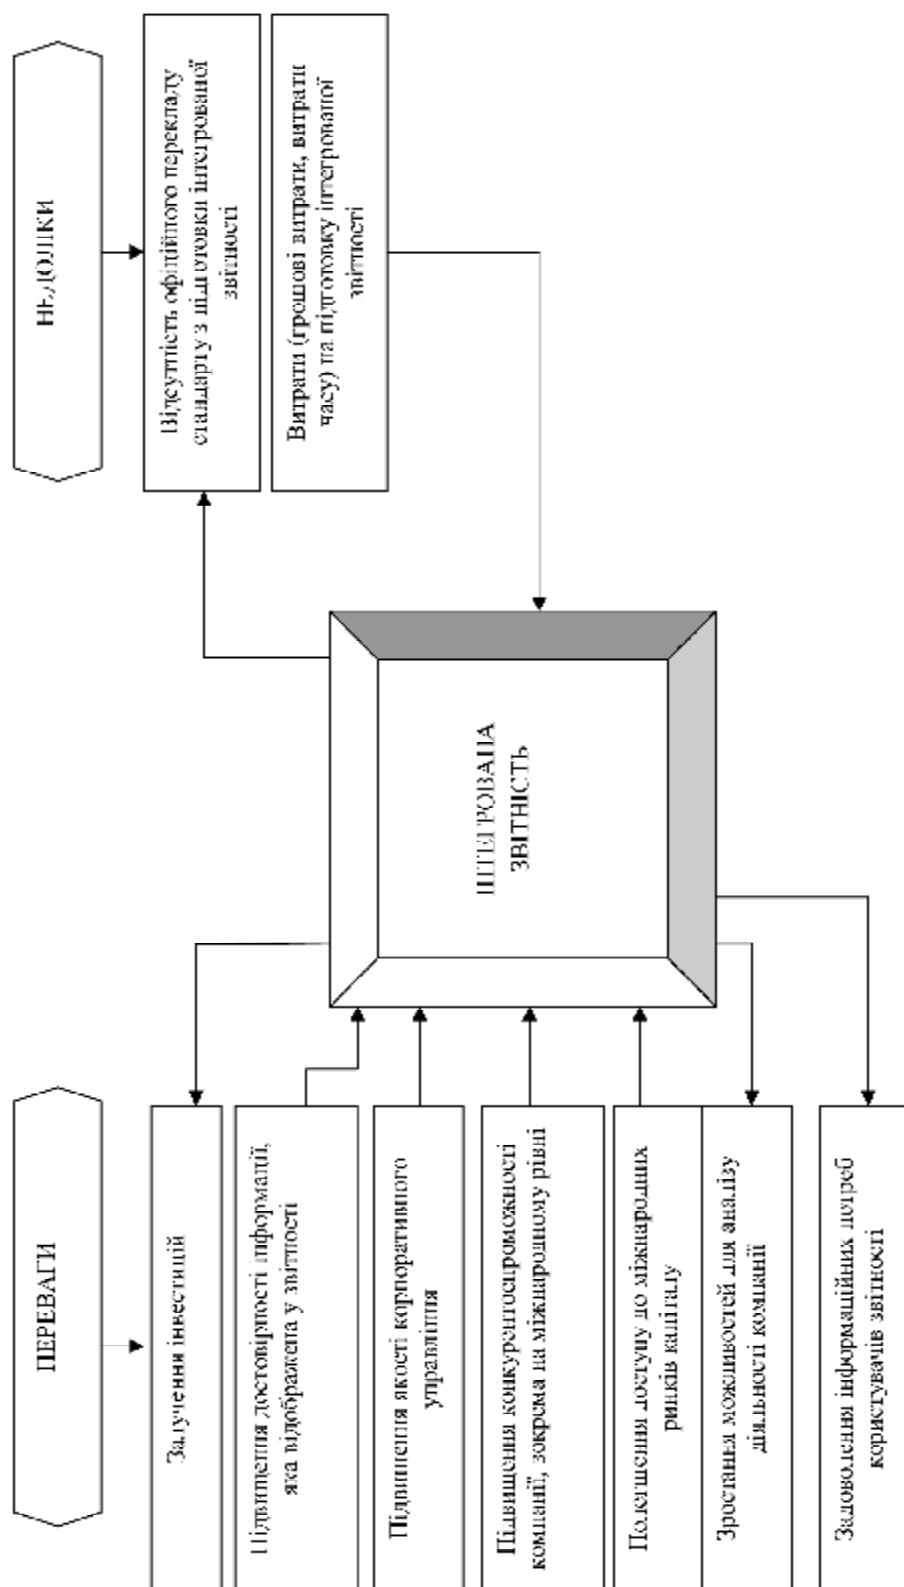 ПЕРЕВАГИ
Залучення інвестицій
Підвищення достовірності інформації,
яка відображена у звітності
Підвищення якості корпоративного
управління
Підвищення конкурентоспроможності
компанії, зокрема на міжнародному рівні
Полегшення доступу до міжнародних
ринків капіталу
Зростання можливостей для аналізу
діяльності компанії
Задоволення інформаційних потреб
користувачів звітності
ІНТЕГРОВАНА
ЗВІТНІСТЬ
НЕДОЛІКИ
Відсутність офіційного перекладу
стандарту з підготовки інтегрованої
звітності
Витрати (грошові витрати, витрати
часу) на підготовку інтегрованої
звітності